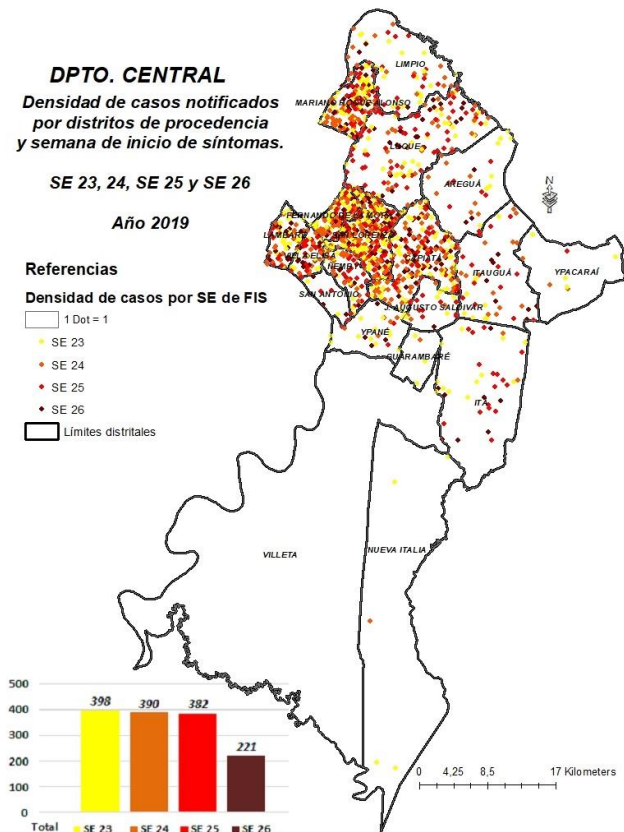 DPTO. CENTRAL
Densidad de casos notificados
por distritos de procedencia
y semana de inicio de síntomas.
SE 23, 24, SE 25 y SE 26
Año 2019
Referencias
Densidad de casos por SE de FIS
1 Dot = 1
SE 23
SE 24
SE 25
SE 26
Límites distritales
LIMPIO
MARIANO ROQUE ALONSO
LUQUE
N
AREGUÁ
FERNANDO DE LA MORA
LAMBARÉ
SAN LORENZO
VILLA ELISA
ÑEMBY
CAPIATÁ
ITAUGUÁ
YPACARAÍ
SAN ANTONIO
J. AUGUSTO SALDIVAR
YPANÉ
GUARAMBARÉ
ITÁ
VILLETA
NUEVA ITALIA
500
400
300
200
100
0
398
390
382
221
Total
SE 23
SE 24
SE 25
SE 26
0 4,25 8,5 17 Kilometers